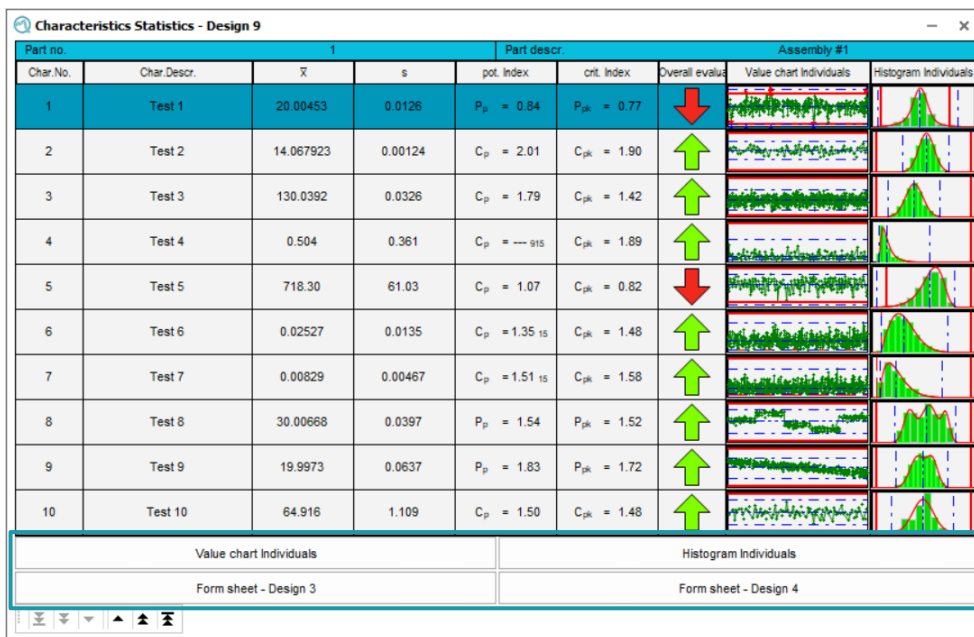 Characteristics Statistics - Design 9
Part no. 1 Part descr. Assembly #1
Char.No. Char.Descr. x̅ s pot. Index crit. Index Overall evalua Value chart Individuals Histogram Individuals
1 Test 1 20.00453 0.0126 Pp = 0.84 Ppk = 0.77
2 Test 2 14.067923 0.00124 Cp = 2.01 Cpk = 1.90
3 Test 3 130.0392 0.0326 Cp = 1.79 Cpk = 1.42
4 Test 4 0.504 0.361 Cp = --- 915 Cpk = 1.89
5 Test 5 718.30 61.03 Cp = 1.07 Cpk = 0.82
6 Test 6 0.02527 0.0135 Cp = 1.35 15 Cpk = 1.48
7 Test 7 0.00829 0.00467 Cp = 1.51 15 Cpk = 1.58
8 Test 8 30.00668 0.0397 Pp = 1.54 Ppk = 1.52
9 Test 9 19.9973 0.0637 Pp = 1.83 Ppk = 1.72
10 Test 10 64.916 1.109 Cp = 1.50 Cpk = 1.48
Value chart Individuals Histogram Individuals
Form sheet - Design 3 Form sheet - Design 4